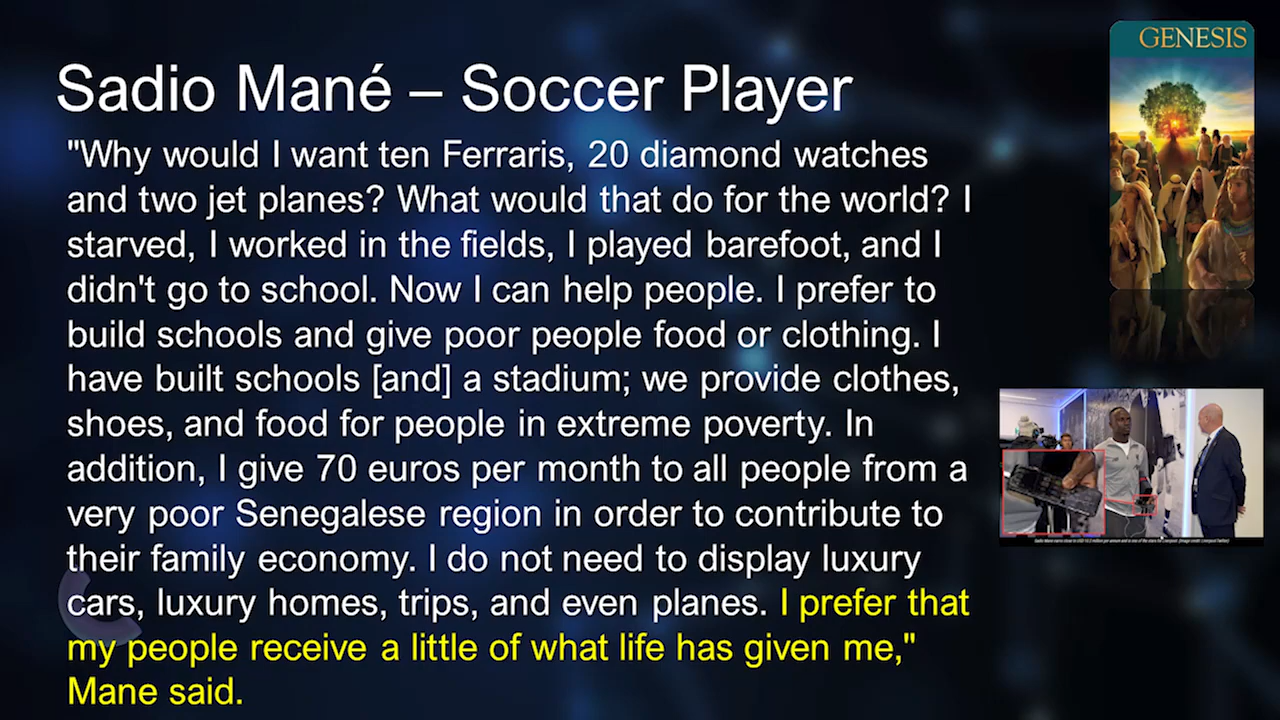 GENESIS
Sadio Mané – Soccer Player
"Why would I want ten Ferraris, 20 diamond watches
and two jet planes? What would that do for the world? I
starved, I worked in the fields, I played barefoot, and I
didn't go to school. Now I can help people. I prefer to
build schools and give poor people food or clothing. I
have built schools [and] a stadium; we provide clothes,
shoes, and food for people in extreme poverty. In
addition, I give 70 euros per month to all people from a
very poor Senegalese region in order to contribute to
their family economy. I do not need to display luxury
cars, luxury homes, trips, and even planes. I prefer that
my people receive a little of what life has given me,"
Mane said.